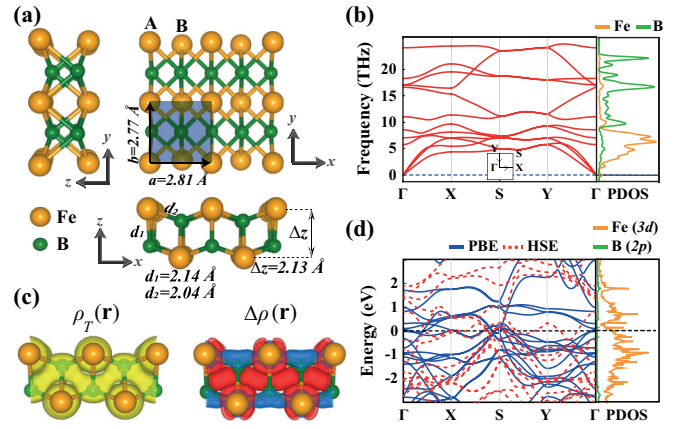 (a)
A B
y
z
b=2.77 Å
a=2.81 Å
y
x
Fe
B
z
x
d₂
d₁
Δz
d₁=2.14 Å
d₂=2.04 Å
Δz=2.13 Å
(c)
ρ_T(r)
Δρ(r)
(b)
Fe B
Frequency (THz)
20
15
10
5
0
Y S
Γ X
Γ X S Y Γ PDOS
(d)
PBE HSE
Fe (3d)
B (2p)
Energy (eV)
2
1
0
-1
-2
Γ X S Y Γ PDOS